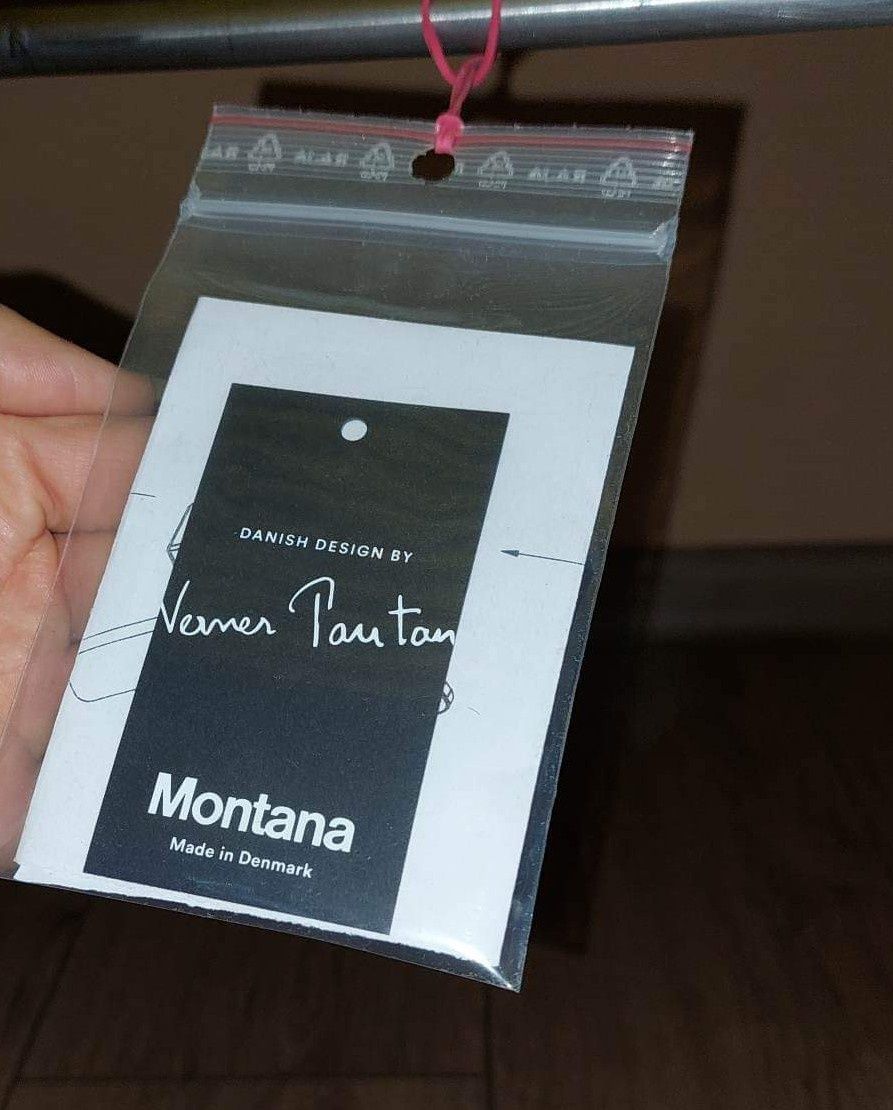 DANISH DESIGN BY
Verner Panton
Montana
Made in Denmark